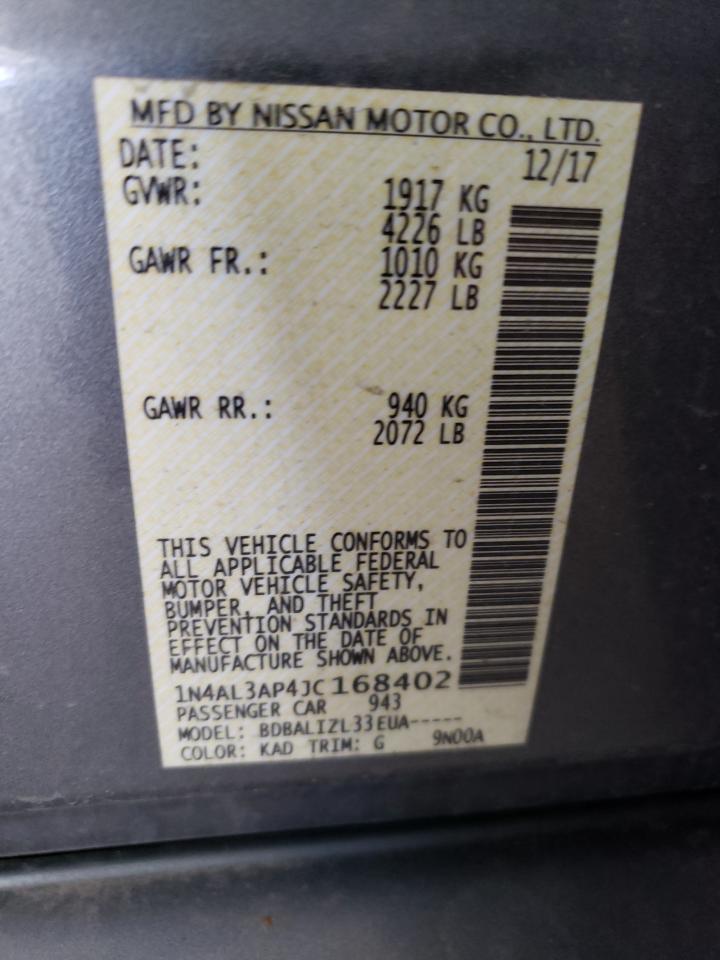 MFD BY NISSAN MOTOR CO., LTD.
DATE: 12/17
GVWR: 1917 KG
4226 LB
GAWR FR.: 1010 KG
2227 LB
GAWR RR.: 940 KG
2072 LB
THIS VEHICLE CONFORMS TO
ALL APPLICABLE FEDERAL
MOTOR VEHICLE SAFETY,
BUMPER, AND THEFT
PREVENTION STANDARDS IN
EFFECT ON THE DATE OF
MANUFACTURE SHOWN ABOVE.
1N4AL3AP4JC168402
PASSENGER CAR 943
MODEL: BDBALIZL33EUA-----
COLOR: KAD TRIM: G 9N00A